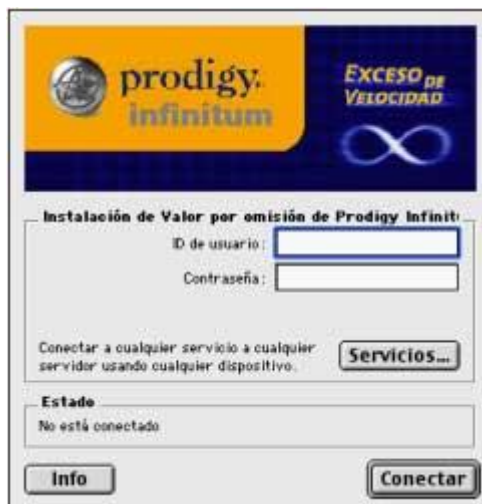 prodigy.
infinitum
EXCESO DE
VELOCIDAD
Instalación de Valor por omisión de Prodigy Infinit
ID de usuario:
Contraseña:
Conectar a cualquier servicio a cualquier
servidor usando cualquier dispositivo.
Servicios...
Estado
No está conectado
Info
Conectar